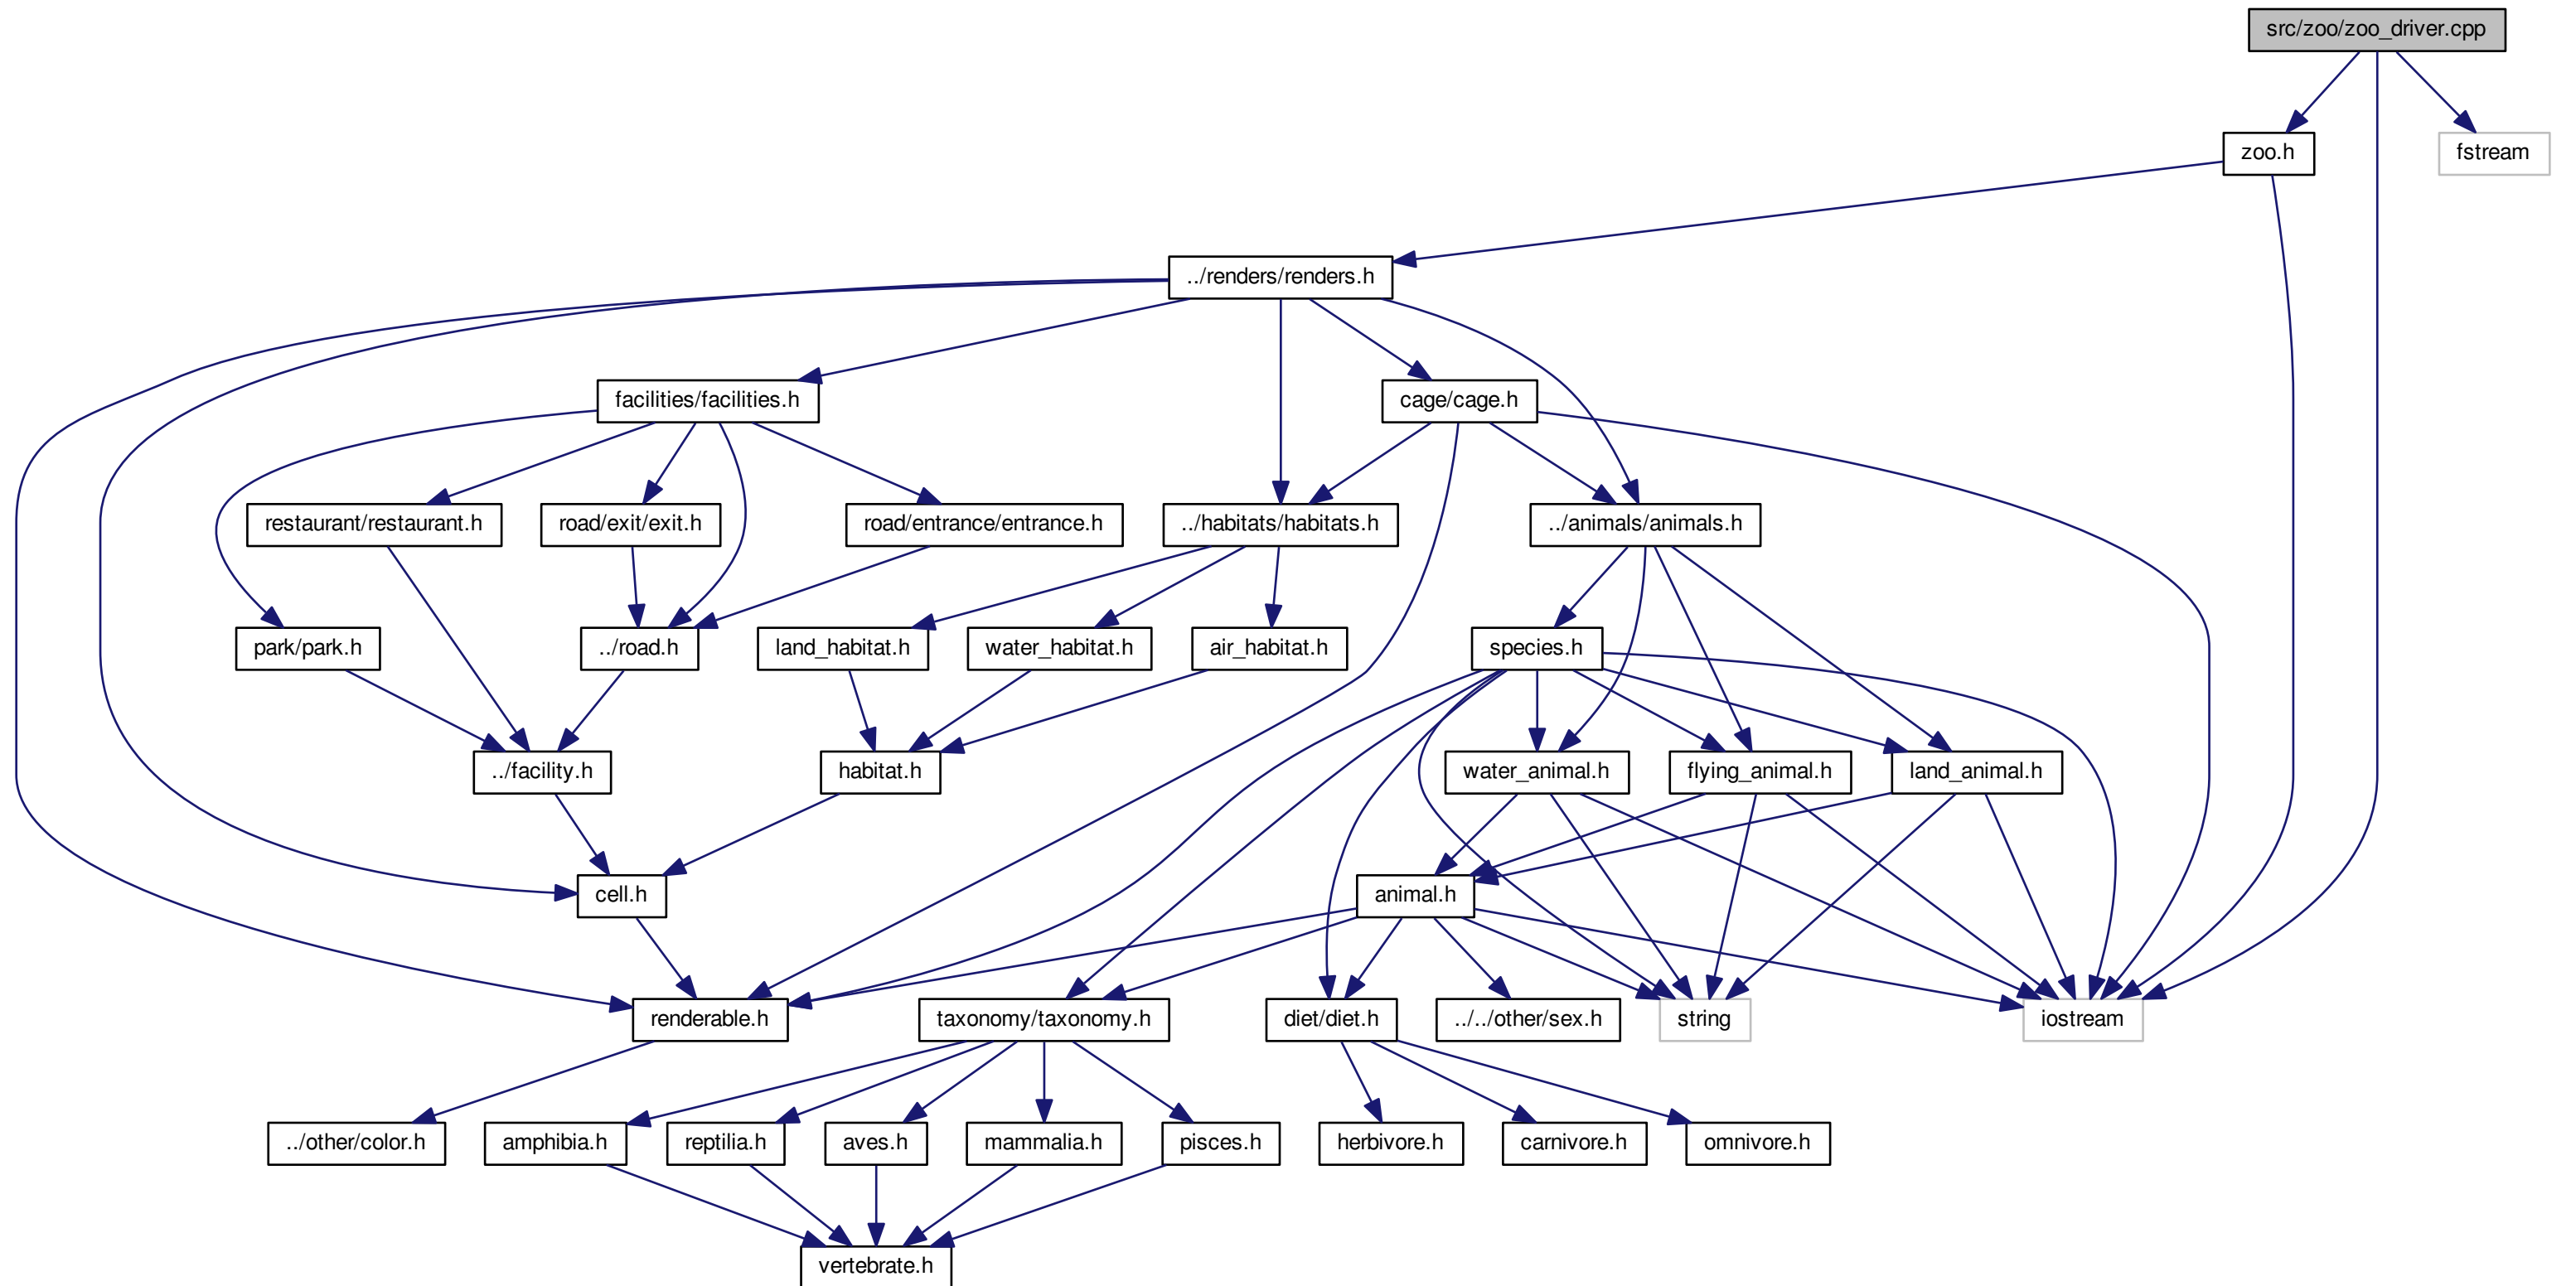 src/zoo/zoo_driver.cpp
zoo.h
fstream
../renders/renders.h
facilities/facilities.h
cage/cage.h
restaurant/restaurant.h
road/exit/exit.h
road/entrance/entrance.h
../habitats/habitats.h
../animals/animals.h
park/park.h
../road.h
land_habitat.h
water_habitat.h
air_habitat.h
species.h
../facility.h
habitat.h
water_animal.h
flying_animal.h
land_animal.h
cell.h
animal.h
renderable.h
taxonomy/taxonomy.h
diet/diet.h
../../other/sex.h
string
iostream
../other/color.h
amphibia.h
reptilia.h
aves.h
mammalia.h
pisces.h
herbivore.h
carnivore.h
omnivore.h
vertebrate.h